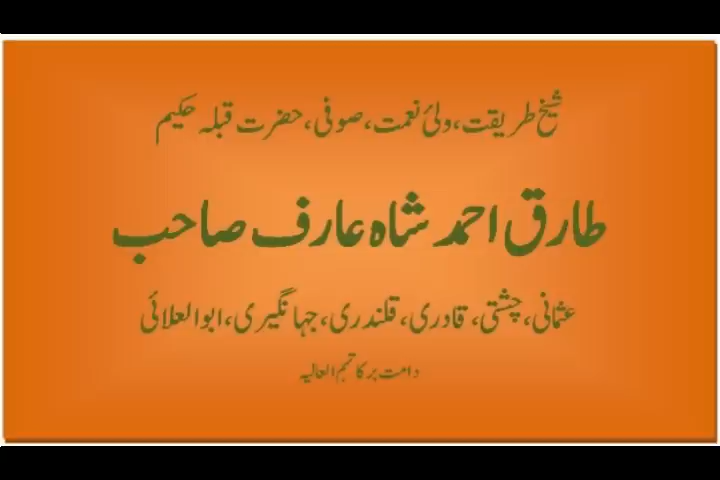 شیخ طریقت، ولئ نعمت، صوفی، حضرت قبلہ حکیم
طارق احمد شاہ عارف صاحب
عثمانی، چشتی، قادری، قلندری، جہانگیری، ابوالعلائی
دامت برکاتہم العالیہ